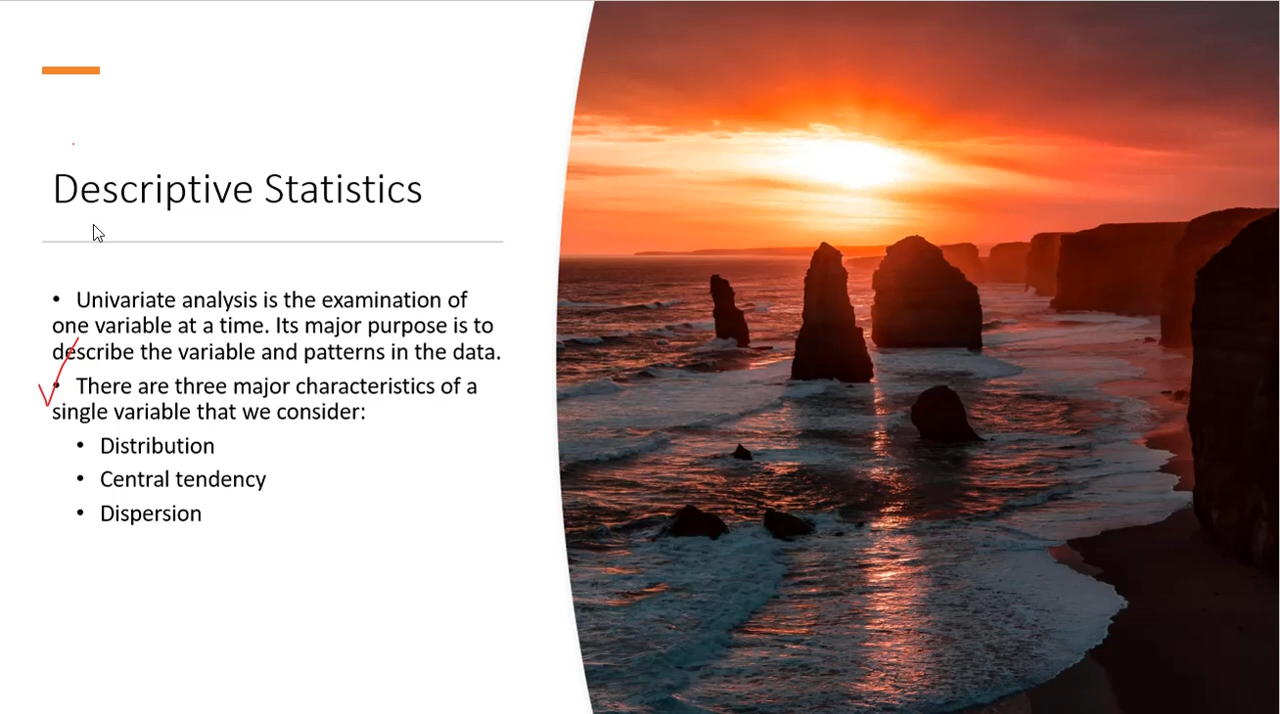 Descriptive Statistics
• Univariate analysis is the examination of
one variable at a time. Its major purpose is to
describe the variable and patterns in the data.
• There are three major characteristics of a
single variable that we consider:
• Distribution
• Central tendency
• Dispersion